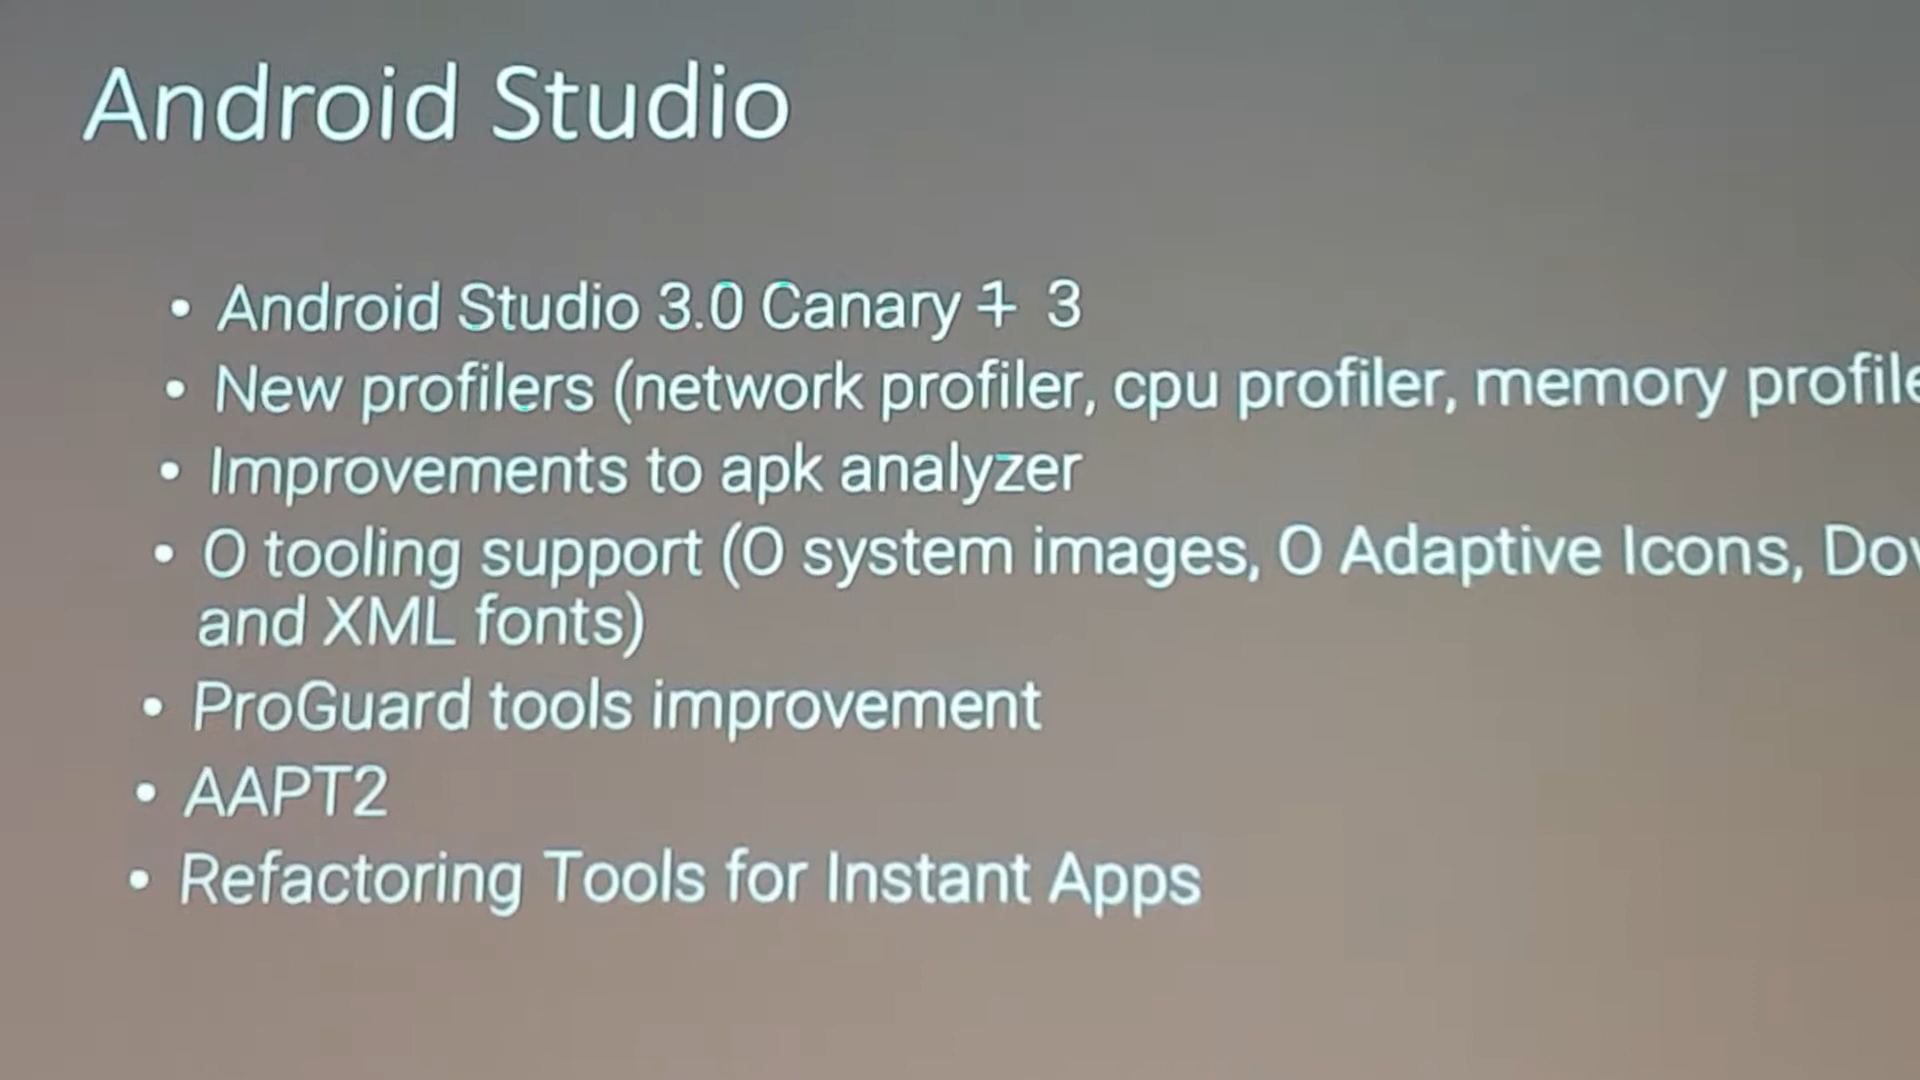 Android Studio
• Android Studio 3.0 Canary 1 3
• New profilers (network profiler, cpu profiler, memory
• Improvements to apk analyzer
• O tooling support (O system images, O Adaptive Icons,
and XML fonts)
• ProGuard tools improvement
• AAPT2
• Refactoring Tools for Instant Apps